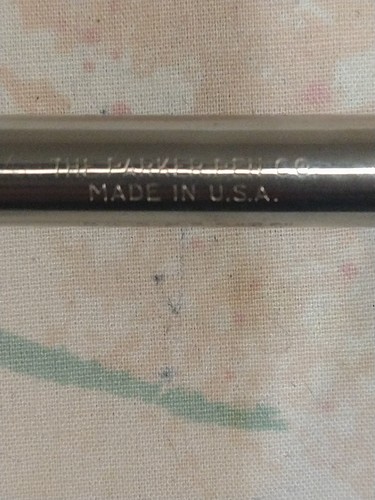 THE PARKER PEN CO.
MADE IN U.S.A.